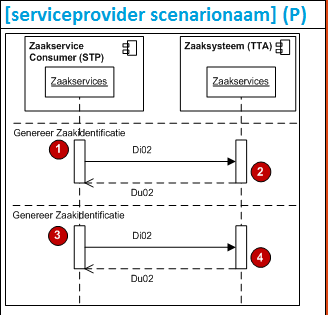 [serviceprovider scenarionaam] (P)
Zaakservice Consumer (STP)
Zaaksysteem (TTA)
Zaakservices
Zaakservices
Genereer Zaakidentificatie
1
Di02
2
Du02
Genereer Zaakidentificatie
3
Di02
4
Du02